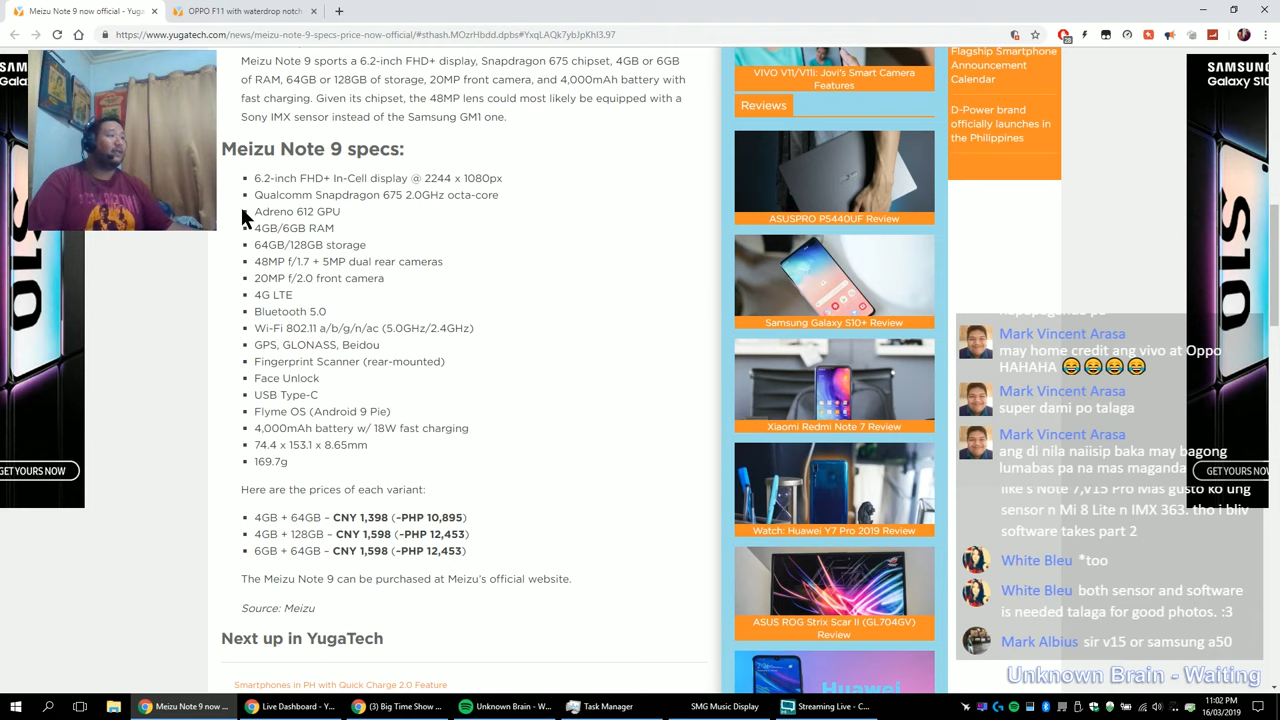 Meizu Note 9 now official - Yugatech
OPPO F11 with waterdrop notch
https://www.yugatech.com/news/meizu-note-9-specs-price-now-official/#sthash.MOzrHbdd.dpbs#YxqLAQk7ybJpKhI3.97
28
SAM
Gala
Meizu Note 9 sports a 6.2-inch FHD+ display, Snapdragon 675 chipset, 4GB or 6GB
of RAM, 64GB or 128GB of storage, 20MP front camera, and 4,000mAh battery with
fast charging. Given its chipset, the 48MP lens could most likely be equipped with a
Sony IMX sensor instead of the Samsung GM1 one.
Meizu Note 9 specs:
6.2-inch FHD+ In-Cell display @ 2244 x 1080px
Qualcomm Snapdragon 675 2.0GHz octa-core
Adreno 612 GPU
4GB/6GB RAM
64GB/128GB storage
48MP f/1.7 + 5MP dual rear cameras
20MP f/2.0 front camera
4G LTE
Bluetooth 5.0
Wi-Fi 802.11 a/b/g/n/ac (5.0GHz/2.4GHz)
GPS, GLONASS, Beidou
Fingerprint Scanner (rear-mounted)
Face Unlock
USB Type-C
Flyme OS (Android 9 Pie)
4,000mAh battery w/ 18W fast charging
74.4 x 153.1 x 8.65mm
169.7g
Here are the prices of each variant:
4GB + 64GB – CNY 1,398 (~PHP 10,895)
4GB + 128GB – CNY 1,598 (~PHP 12,453)
6GB + 64GB – CNY 1,598 (~PHP 12,453)
The Meizu Note 9 can be purchased at Meizu's official website.
Source: Meizu
Next up in YugaTech
Smartphones in PH with Quick Charge 2.0 Feature
GET YOURS NOW
VIVO V11/V11i: Jovi's Smart Camera
Features
Reviews
ASUSPRO P5440UF Review
Samsung Galaxy S10+ Review
Xiaomi Redmi Note 7 Review
Watch: Huawei Y7 Pro 2019 Review
ASUS ROG Strix Scar II (GL704GV)
Review
Huawei
Flagship Smartphone
Announcement
Calendar
D-Power brand
officially launches in
the Philippines
SAMSUNG
Galaxy S10
S10
GET YOURS NOW
Mark Vincent Arasa
may home credit ang vivo at Oppo
HAHAHA 😂😂😂😂
Mark Vincent Arasa
super dami po talaga
Mark Vincent Arasa
ang di nila naiisip baka may bagong
lumabas pa na mas maganda
like s Note 7,V15 Pro Mas gusto ko ung
sensor n Mi 8 Lite n IMX 363. tho i bliv
software takes part 2
White Bleu *too
White Bleu both sensor and software
is needed talaga for good photos. :3
Mark Albius sir v15 or samsung a50
Unknown Brain - Waiting
Meizu Note 9 now ...
Live Dashboard - Y...
(3) Big Time Show ...
Unknown Brain - W...
Task Manager
SMG Music Display
Streaming Live - C...
11:02 PM
16/03/2019